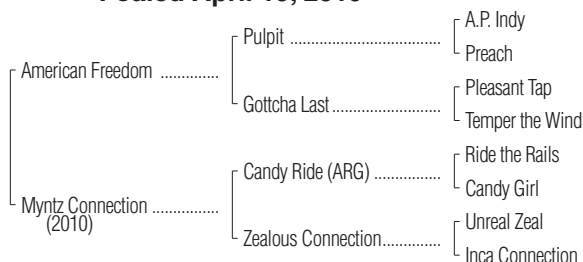 A.P. Indy
Pulpit
Preach
American Freedom
Pleasant Tap
Gottcha Last
Temper the Wind
Ride the Rails
Candy Ride (ARG)
Candy Girl
Myntz Connection
(2010)
Unreal Zeal
Zealous Connection
Inca Connection